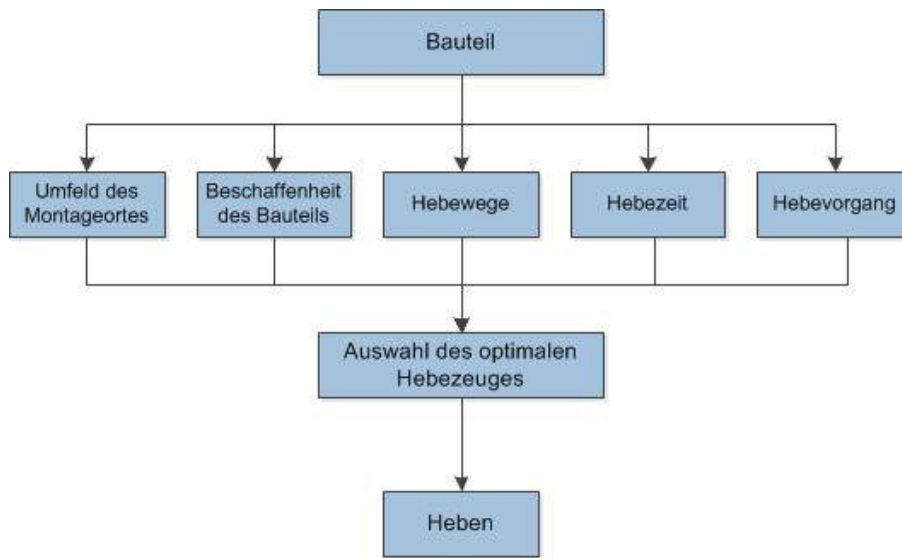 Bauteil
Umfeld des
Montageortes
Beschaffenheit
des Bauteils
Hebewege
Hebezeit
Hebevorgang
Auswahl des optimalen
Hebezeuges
Heben